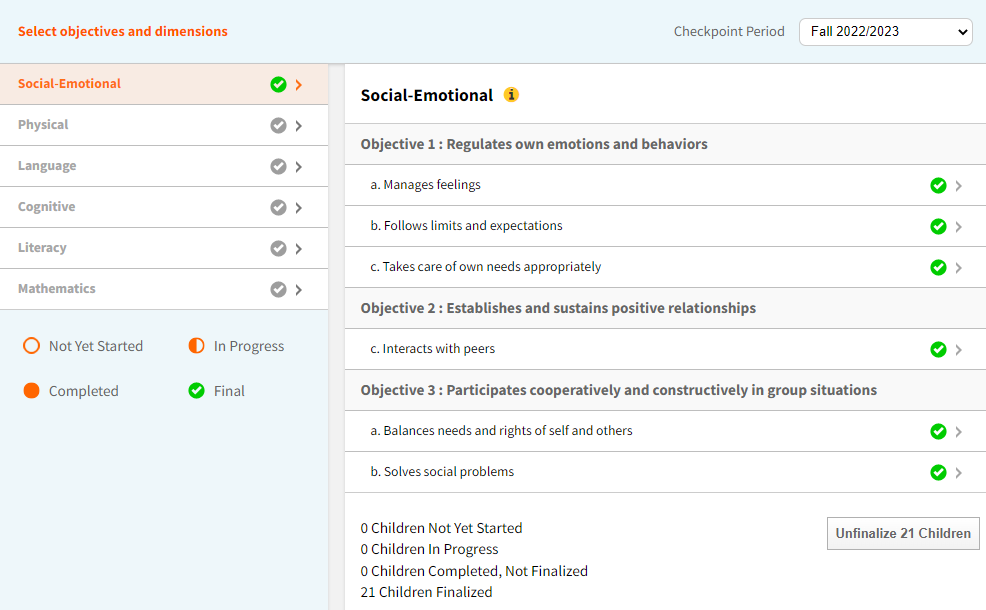 Select objectives and dimensions
Checkpoint Period
Fall 2022/2023
Social-Emotional
Physical
Language
Cognitive
Literacy
Mathematics
Not Yet Started
In Progress
Completed
Final
Social-Emotional
Objective 1 : Regulates own emotions and behaviors
a. Manages feelings
b. Follows limits and expectations
c. Takes care of own needs appropriately
Objective 2 : Establishes and sustains positive relationships
c. Interacts with peers
Objective 3 : Participates cooperatively and constructively in group situations
a. Balances needs and rights of self and others
b. Solves social problems
0 Children Not Yet Started
0 Children In Progress
0 Children Completed, Not Finalized
21 Children Finalized
Unfinalize 21 Children